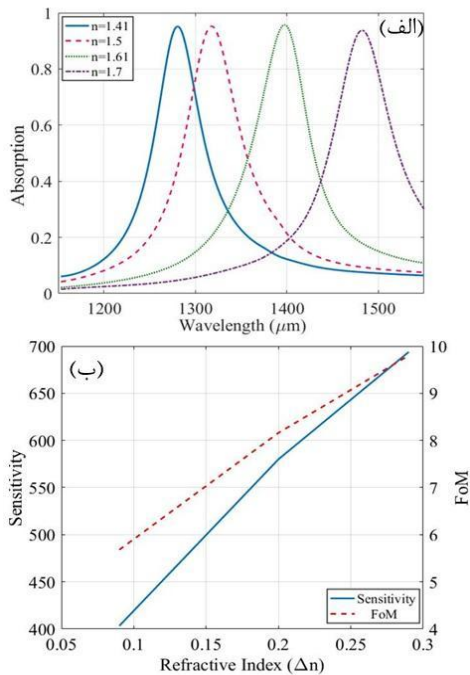 (الف)
n=1.41
n=1.5
n=1.61
n=1.7
1
0.8
0.6
0.4
0.2
0
Absorption
1200 1300 1400 1500
Wavelength (μm)
(ب)
700
650
600
550
500
450
400
Sensitivity
10
9
8
7
6
5
4
FoM
Sensitivity
FoM
0.05 0.1 0.15 0.2 0.25 0.3
Refractive Index (Δn)